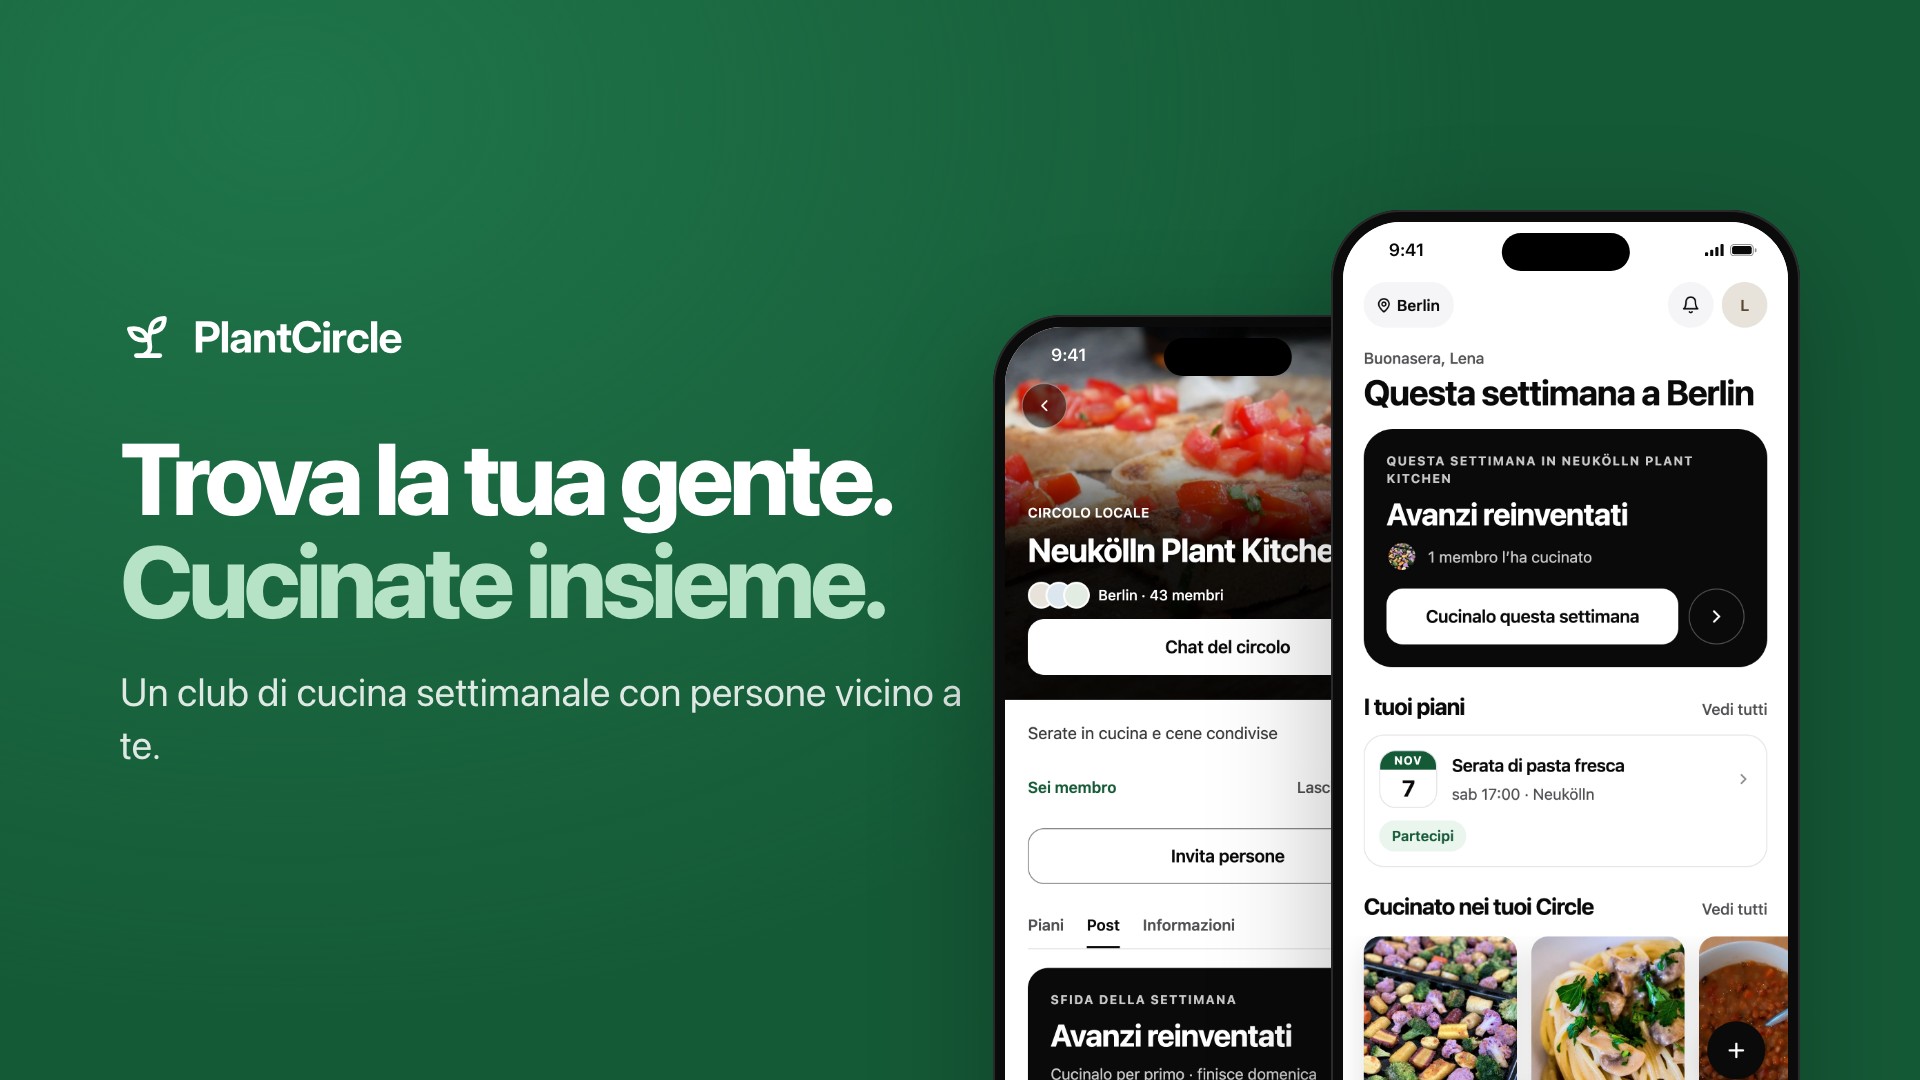 PlantCircle
Trova la tua gente.
Cucinate insieme.
Un club di cucina settimanale con persone vicino a
te.
9:41
CIRCOLO LOCALE
Neukölln Plant Kitche
Berlin · 43 membri
Chat del circolo
Serate in cucina e cene condivise
Sei membro
Lasc
Invita persone
Piani Post Informazioni
SFIDA DELLA SETTIMANA
Avanzi reinventati
Cucinalo per primo · finisce domenica
9:41
Berlin
L
Buonasera, Lena
Questa settimana a Berlin
QUESTA SETTIMANA IN NEUKÖLLN PLANT
KITCHEN
Avanzi reinventati
1 membro l’ha cucinato
Cucinalo questa settimana
I tuoi piani
Vedi tutti
NOV
7
Serata di pasta fresca
sab 17:00 · Neukölln
Partecipi
Cucinato nei tuoi Circle
Vedi tutti